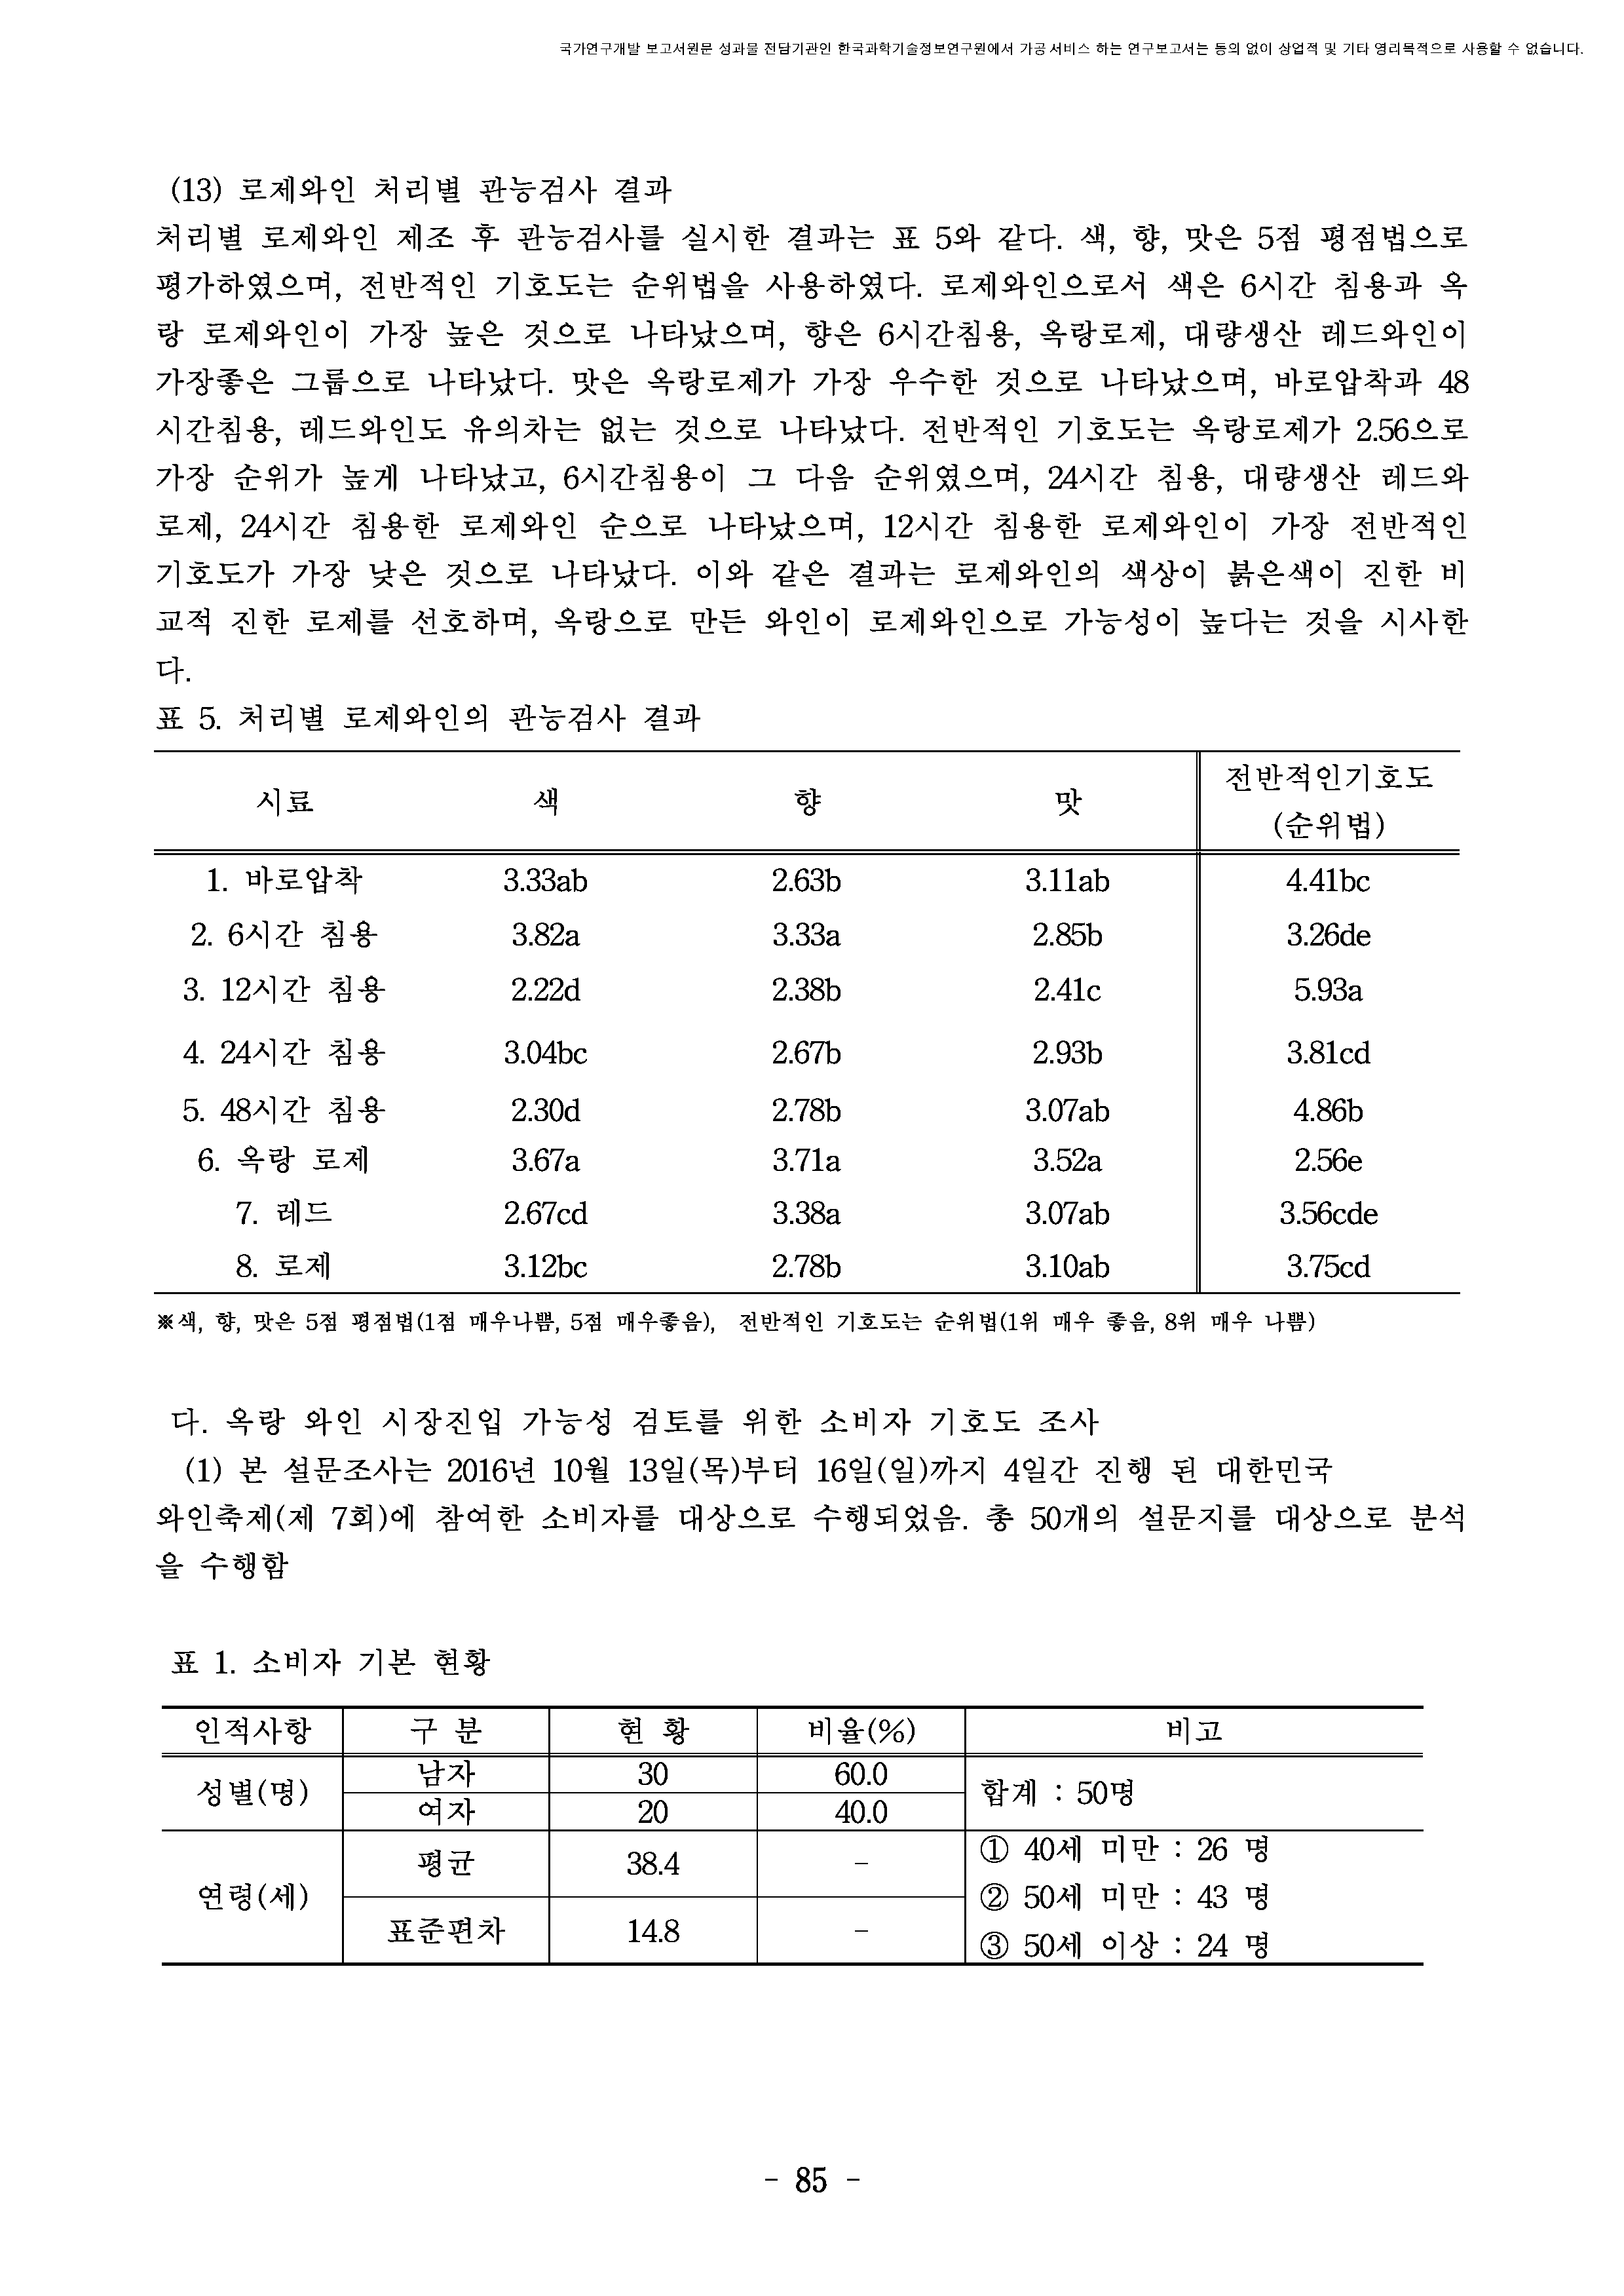 국가연구개발 보고서원문 성과물 전담기관인 한국과학기술정보연구원에서 가공·서비스 하는 연구보고서는 동의 없이 상업적 및 기타 영리목적으로 사용할 수 없습니다.
(13) 로제와인 처리별 관능검사 결과
처리별 로제와인 제조 후 관능검사를 실시한 결과는 표 5와 같다. 색, 향, 맛은 5점 평점법으로
평가하였으며, 전반적인 기호도는 순위법을 사용하였다. 로제와인으로서 색은 6시간 침용과 옥
랑 로제와인이 가장 높은 것으로 나타났으며, 향은 6시간침용, 옥랑로제, 대량생산 레드와인이
가장좋은 그룹으로 나타났다. 맛은 옥랑로제가 가장 우수한 것으로 나타났으며, 바로압착과 48
시간침용, 레드와인도 유의차는 없는 것으로 나타났다. 전반적인 기호도는 옥랑로제가 2.56으로
가장 순위가 높게 나타났고, 6시간침용이 그 다음 순위였으며, 24시간 침용, 대량생산 레드와
로제, 24시간 침용한 로제와인 순으로 나타났으며, 12시간 침용한 로제와인이 가장 전반적인
기호도가 가장 낮은 것으로 나타났다. 이와 같은 결과는 로제와인의 색상이 붉은색이 진한 비
교적 진한 로제를 선호하며, 옥랑으로 만든 와인이 로제와인으로 가능성이 높다는 것을 시사한
다.
표 5. 처리별 로제와인의 관능검사 결과
시료 색 향 맛 전반적인기호도
(순위법)
1. 바로압착 3.33ab 2.63b 3.11ab 4.41bc
2. 6시간 침용 3.82a 3.33a 2.85b 3.26de
3. 12시간 침용 2.22d 2.38b 2.41c 5.93a
4. 24시간 침용 3.04bc 2.67b 2.93b 3.81cd
5. 48시간 침용 2.30d 2.78b 3.07ab 4.86b
6. 옥랑 로제 3.67a 3.71a 3.52a 2.56e
7. 레드 2.67cd 3.38a 3.07ab 3.56cde
8. 로제 3.12bc 2.78b 3.10ab 3.75cd
※색, 향, 맛은 5점 평점법(1점 매우나쁨, 5점 매우좋음), 전반적인 기호도는 순위법(1위 매우 좋음, 8위 매우 나쁨)
다. 옥랑 와인 시장진입 가능성 검토를 위한 소비자 기호도 조사
(1) 본 설문조사는 2016년 10월 13일(목)부터 16일(일)까지 4일간 진행 된 대한민국
와인축제(제 7회)에 참여한 소비자를 대상으로 수행되었음. 총 50개의 설문지를 대상으로 분석
을 수행함
표 1. 소비자 기본 현황
인적사항 구 분 현 황 비율(%) 비고
성별(명) 남자 30 60.0 합계 : 50명
여자 20 40.0
연령(세) 평균 38.4 - ① 40세 미만 : 26 명
② 50세 미만 : 43 명
표준편차 14.8 - ③ 50세 이상 : 24 명
- 85 -